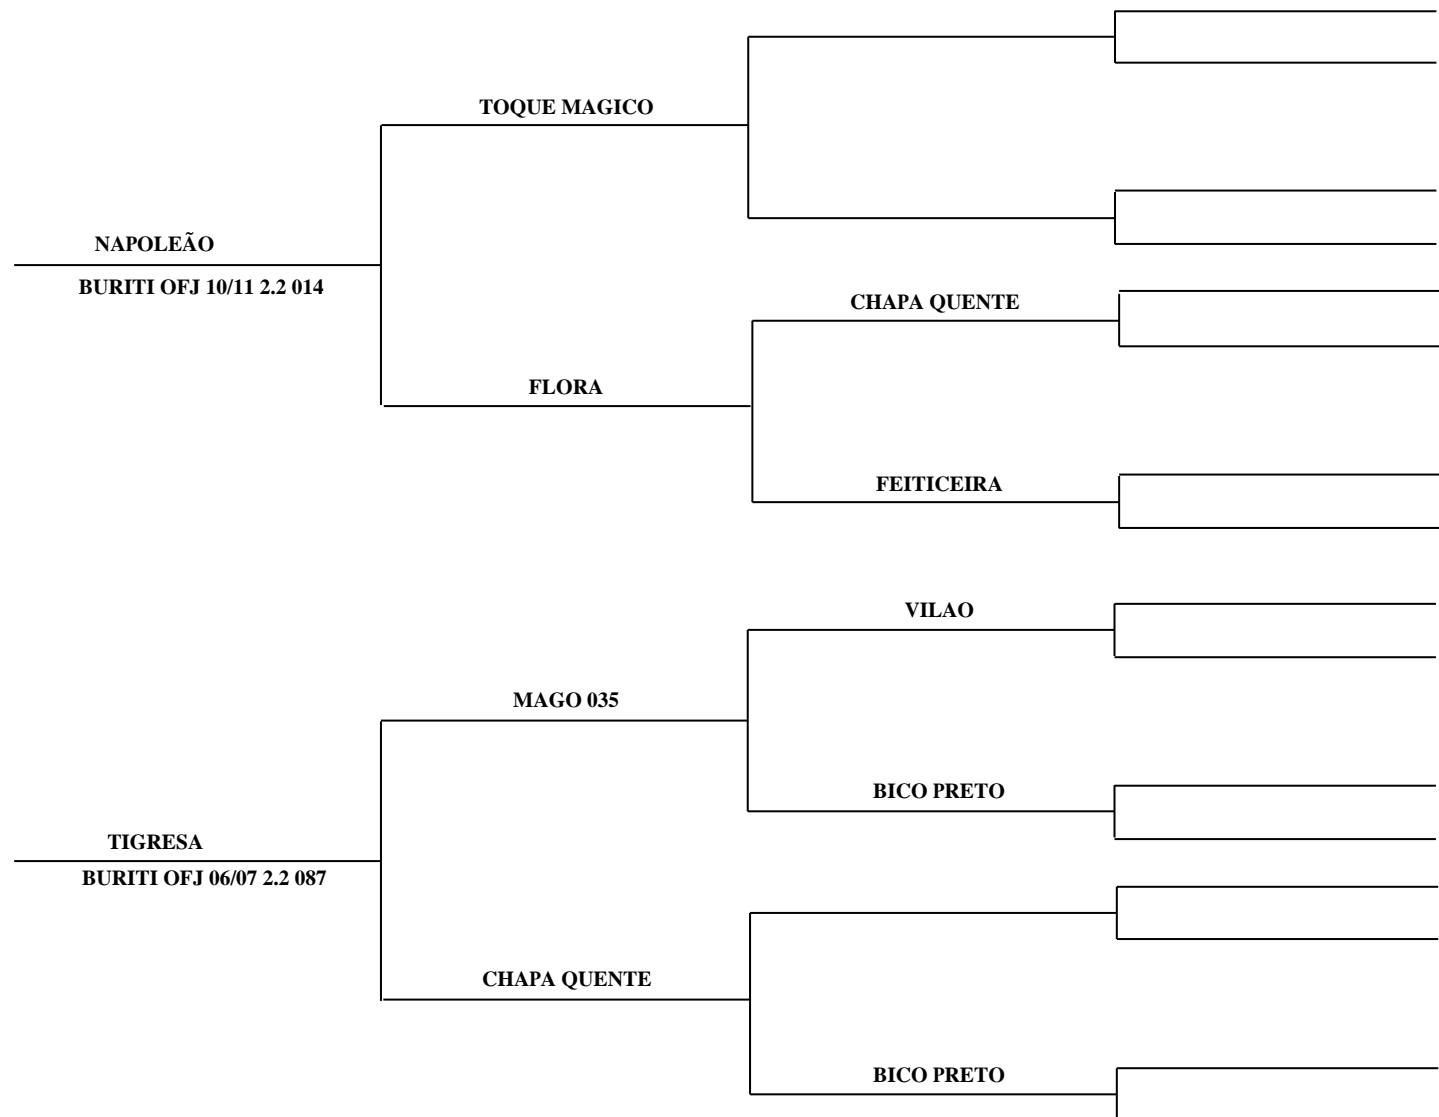 TOQUE MAGICO
NAPOLEÃO
BURITI OFJ 10/11 2.2 014
CHAPA QUENTE
FLORA
FEITICEIRA
VILAO
MAGO 035
BICO PRETO
TIGRESA
BURITI OFJ 06/07 2.2 087
CHAPA QUENTE
BICO PRETO